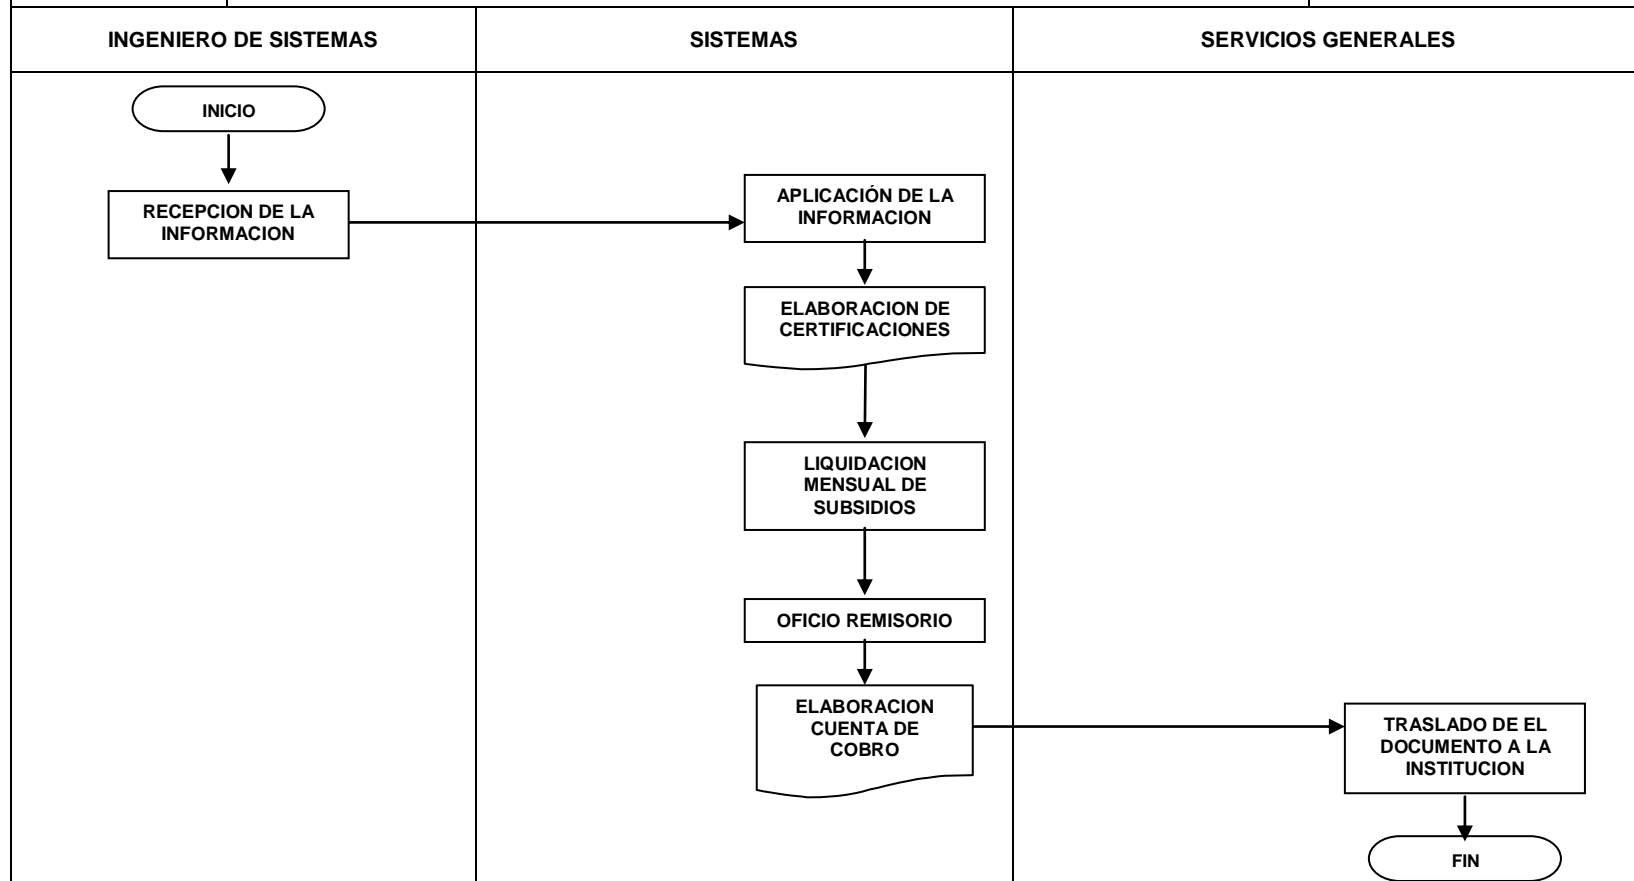 INGENIERO DE SISTEMAS
SISTEMAS
SERVICIOS GENERALES
INICIO
RECEPCION DE LA
INFORMACION
APLICACIÓN DE LA
INFORMACION
ELABORACION DE
CERTIFICACIONES
LIQUIDACION
MENSUAL DE
SUBSIDIOS
OFICIO REMISORIO
ELABORACION
CUENTA DE
COBRO
TRASLADO DE EL
DOCUMENTO A LA
INSTITUCION
FIN